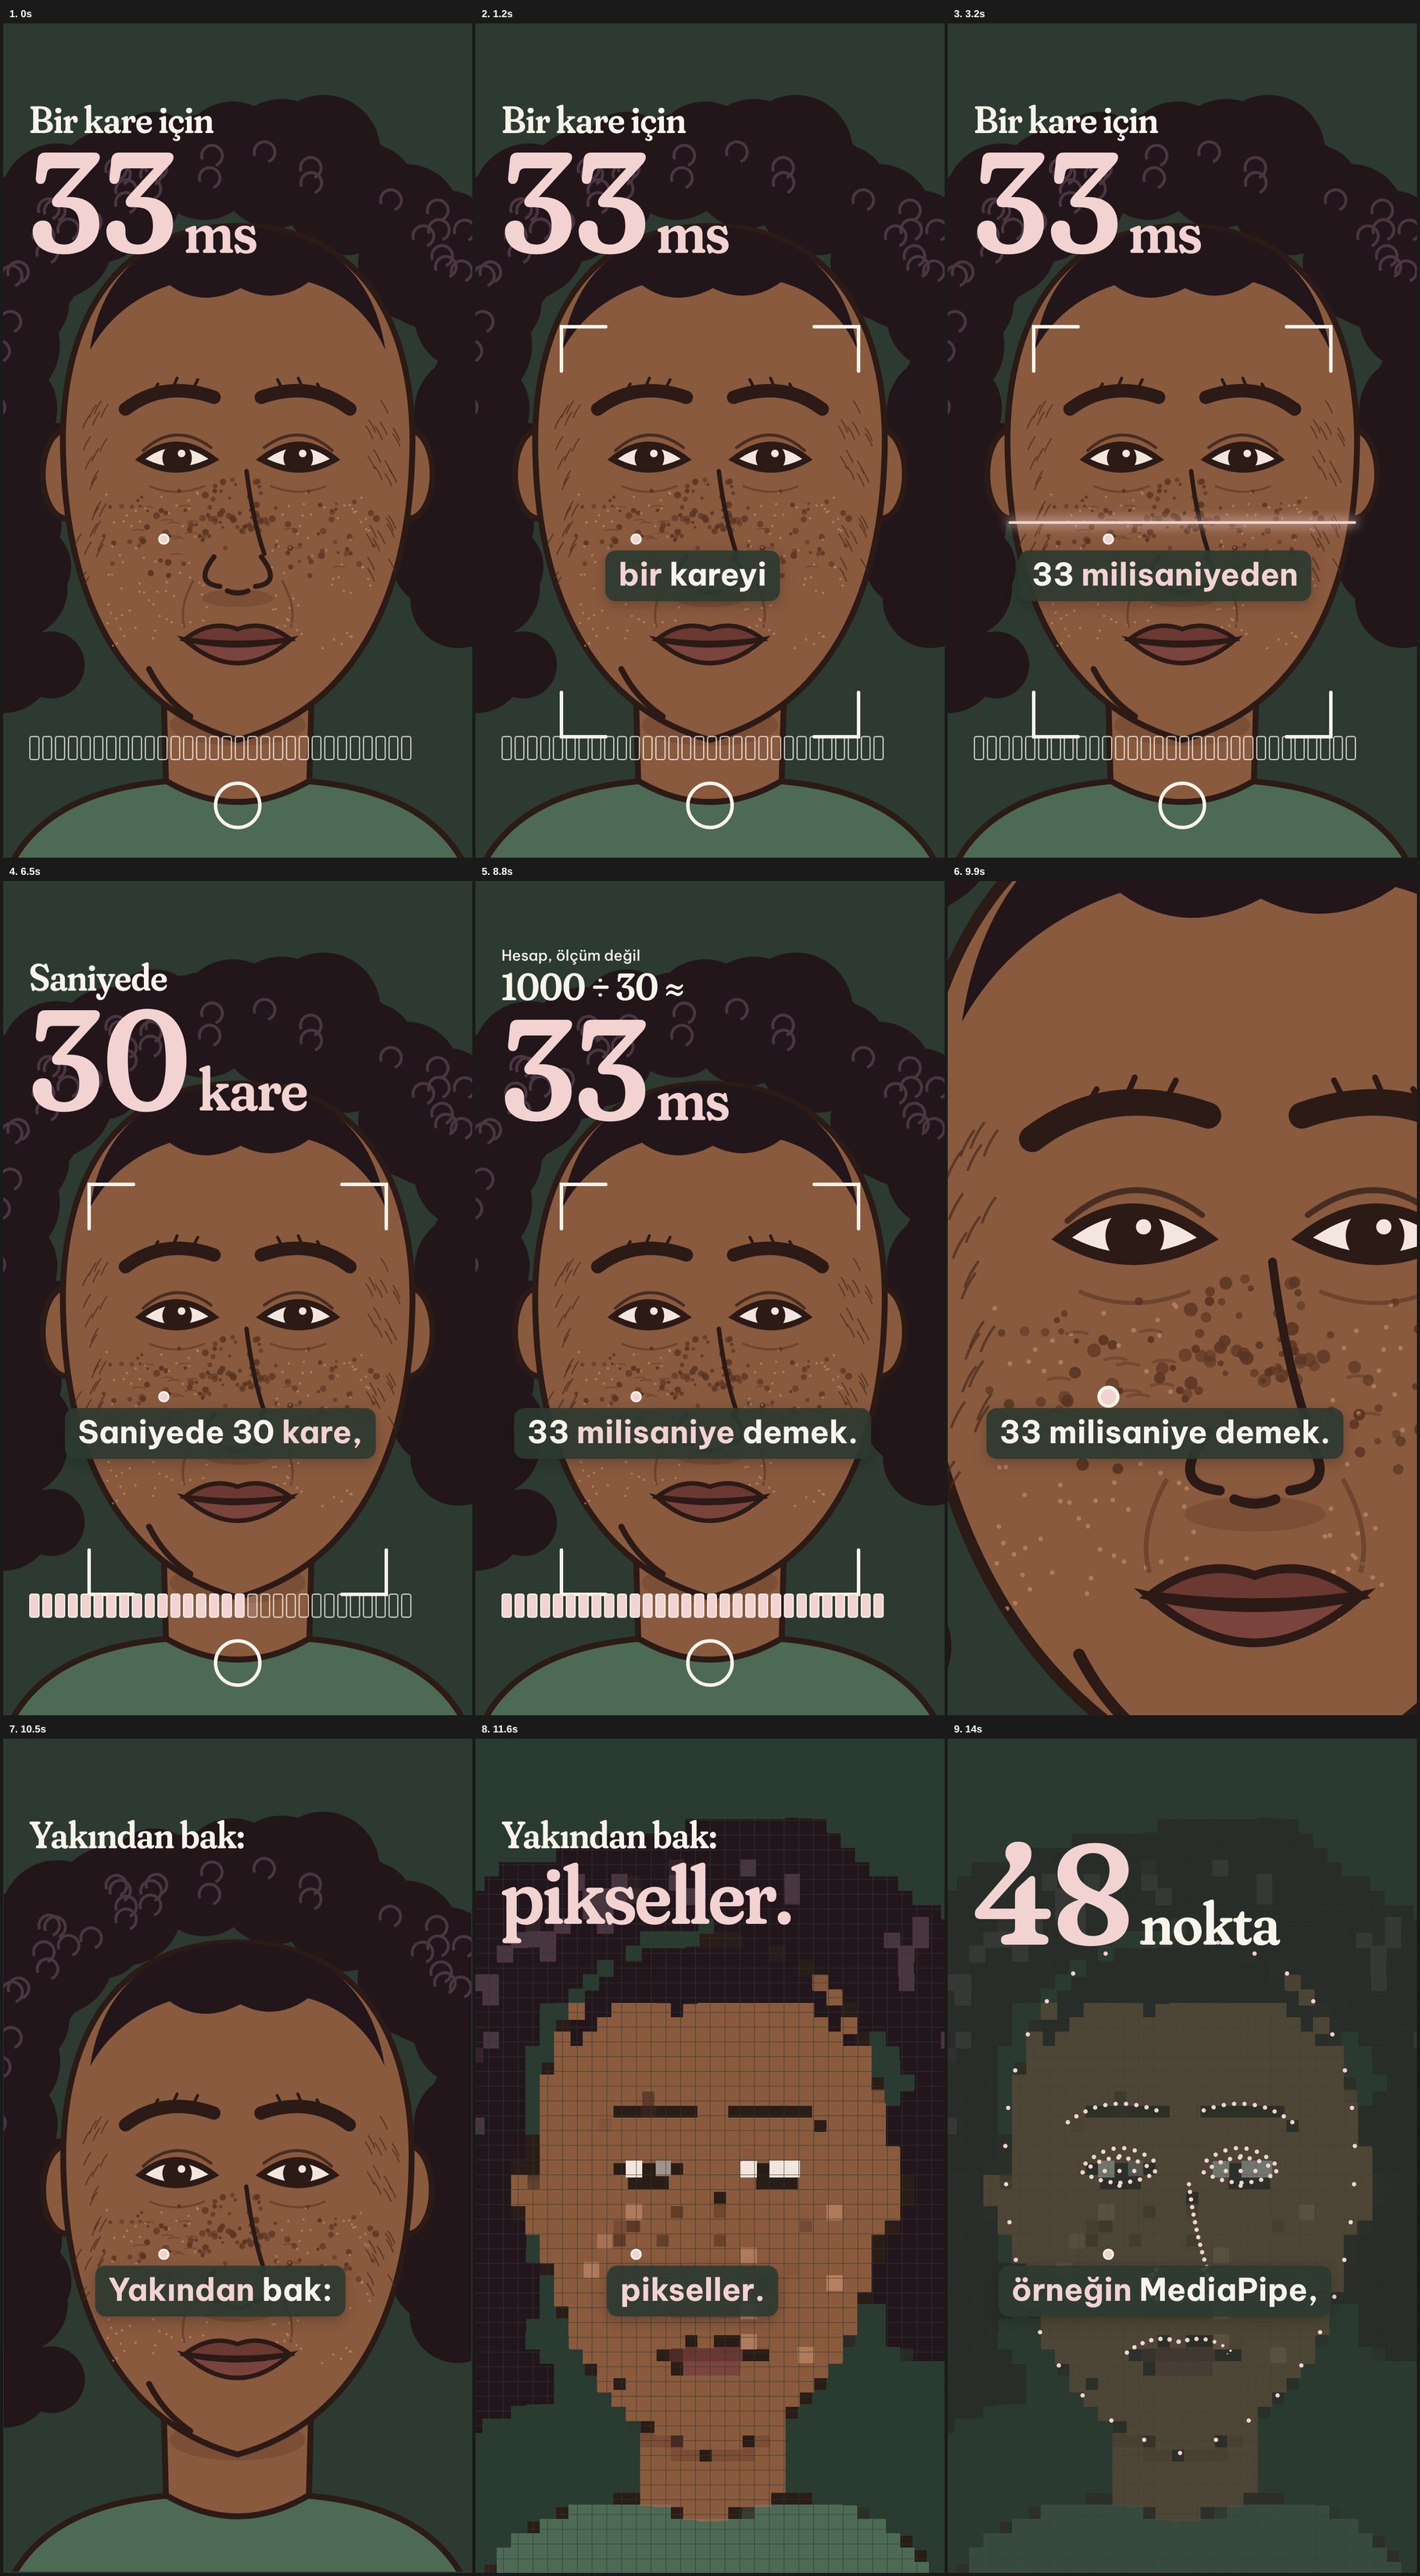 1. 0s
Bir kare için
33 ms
2. 1.2s
Bir kare için
33 ms
bir kareyi
3. 3.2s
Bir kare için
33 ms
33 milisaniyeden
4. 6.5s
Saniyede
30 kare
Saniyede 30 kare,
5. 8.8s
Hesap, ölçüm değil
1000 ÷ 30 ≈
33 ms
33 milisaniye demek.
6. 9.9s
33 milisaniye demek.
7. 10.5s
Yakından bak:
Yakından bak:
8. 11.6s
Yakından bak:
pikseller.
pikseller.
9. 14s
48 nokta
örneğin MediaPipe,